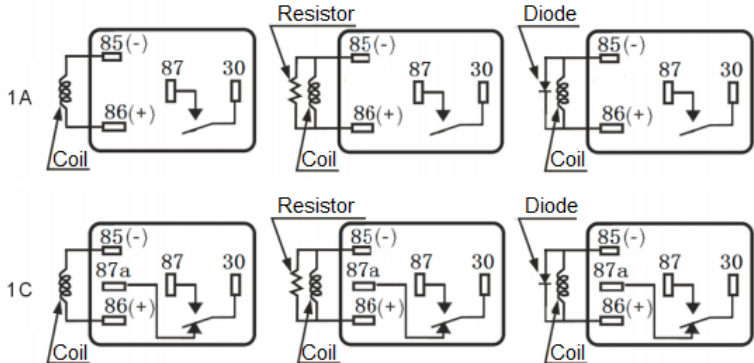 Resistor Diode
85(-) 85(-) 85(-)
87 30 87 30 87 30
1A
86(+) 86(+) 86(+)
Coil Coil Coil
Resistor Diode
85(-) 85(-) 85(-)
87a 87 30 87a 87 30 87a 87 30
1C
86(+) 86(+) 86(+)
Coil Coil Coil